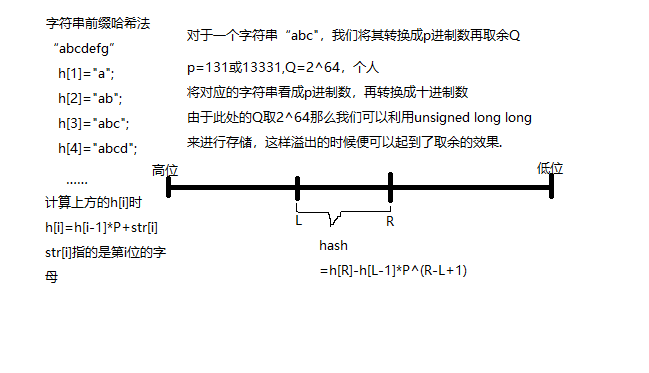 字符串前缀哈希法
“abcdefg”
h[1]="a";
h[2]="ab";
h[3]="abc";
h[4]="abcd";
......
计算上方的h[i]时
h[i]=h[i-1]*P+str[i]
str[i]指的是第i位的字
母
对于一个字符串“abc"，我们将其转换成p进制数再取余Q
p=131或13331,Q=2^64，个人
将对应的字符串看成p进制数，再转换成十进制数
由于此处的Q取2^64那么我们可以利用unsigned long long
来进行存储，这样溢出的时候便可以起到了取余的效果.
高位
低位
L
R
hash
=h[R]-h[L-1]*P^(R-L+1)